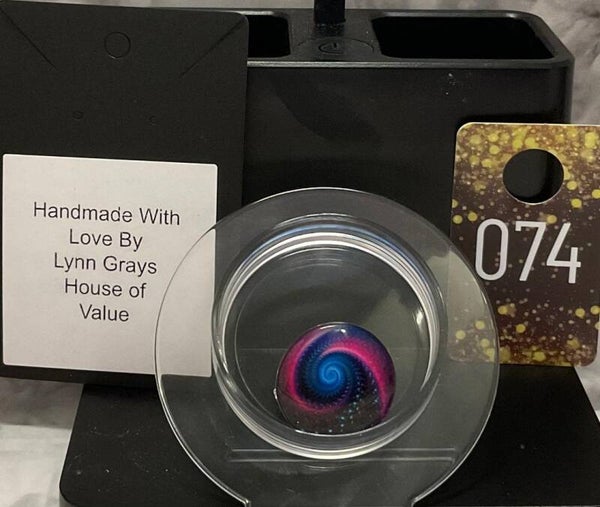 Handmade With
Love By
Lynn Grays
House of
Value
074